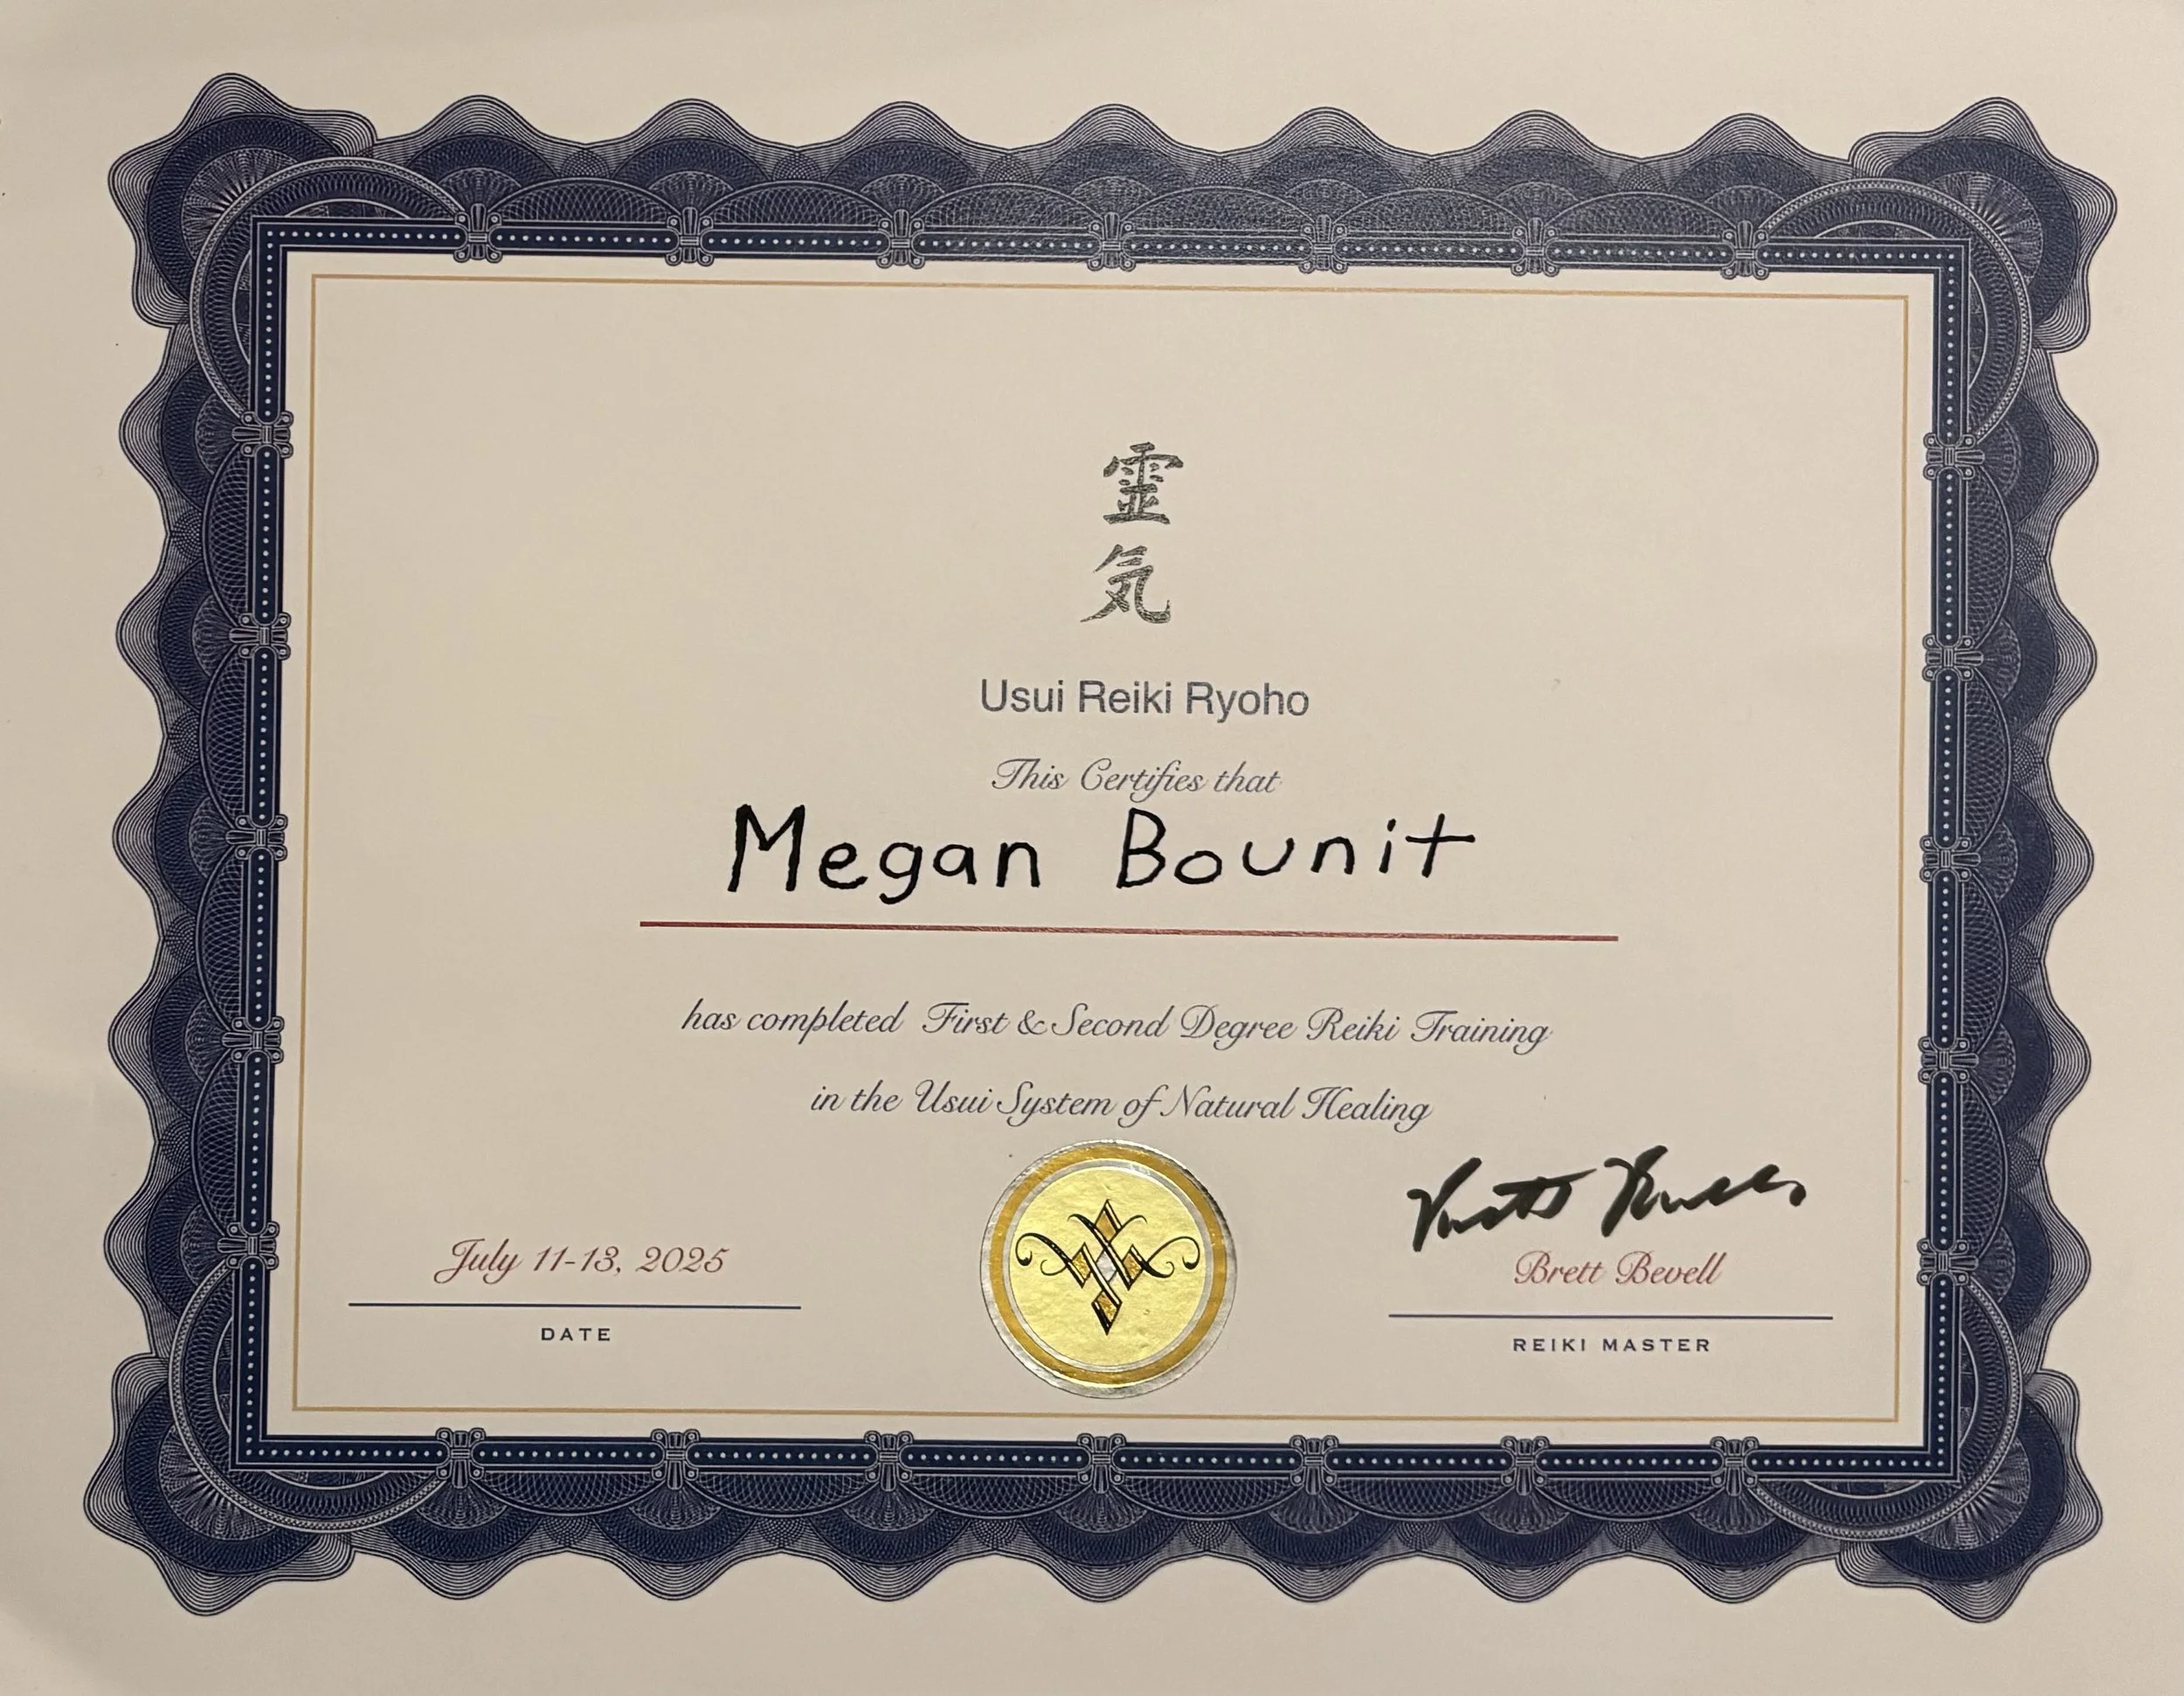 靈
気
Usui Reiki Ryoho
This Certifies that
Megan Bounit
has completed First & Second Degree Reiki Training
in the Usui System of Natural Healing
July 11-13, 2025
DATE
Brett Bevell
REIKI MASTER